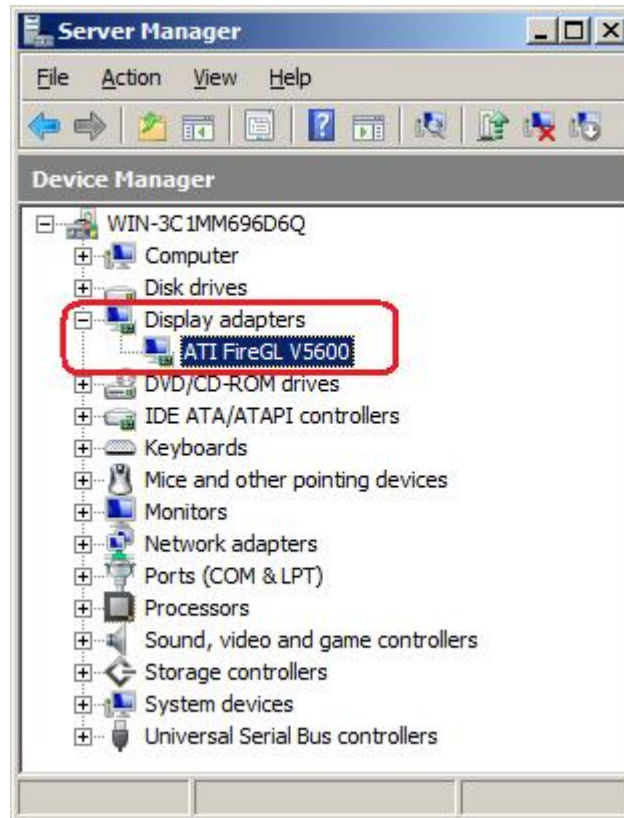 Server Manager
File Action View Help
Device Manager
WIN-3C1MM696D6Q
Computer
Disk drives
Display adapters
ATI FireGL V5600
DVD/CD-ROM drives
IDE ATA/ATAPI controllers
Keyboards
Mice and other pointing devices
Monitors
Network adapters
Ports (COM & LPT)
Processors
Sound, video and game controllers
Storage controllers
System devices
Universal Serial Bus controllers